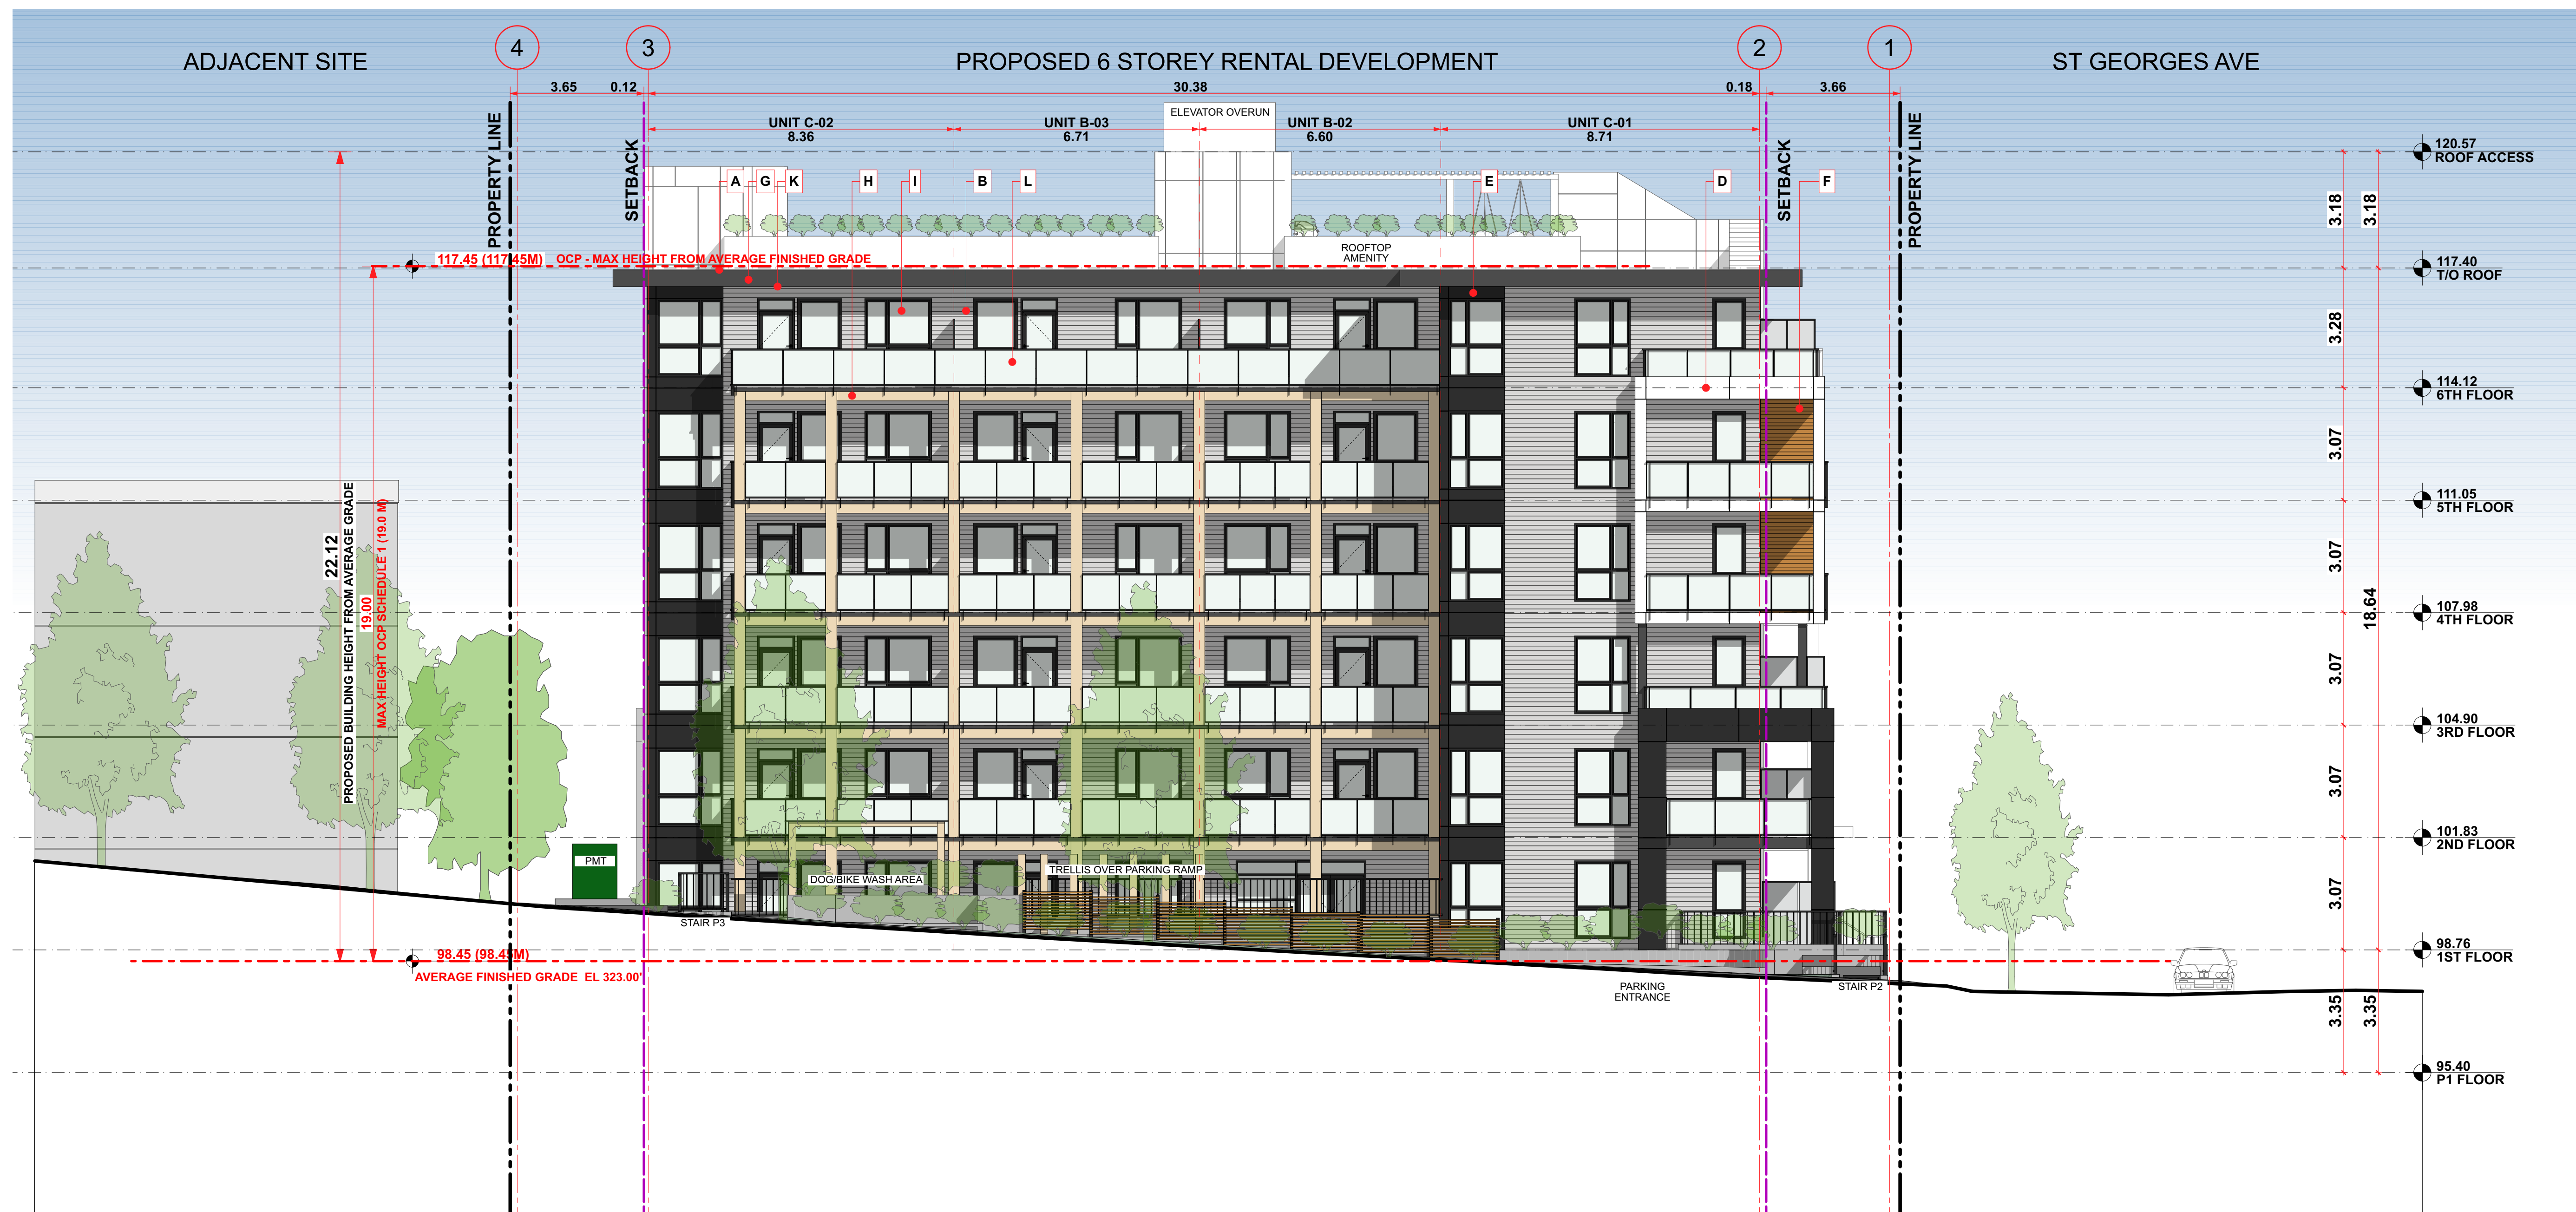 ADJACENT SITE
4
3
PROPOSED 6 STOREY RENTAL DEVELOPMENT
2
1
ST GEORGES AVE
3.65
0.12
30.38
0.18
3.66
ELEVATOR OVERUN
UNIT C-02
8.36
UNIT B-03
6.71
UNIT B-02
6.60
UNIT C-01
8.71
PROPERTY LINE
SETBACK
SETBACK
PROPERTY LINE
A
G
K
H
I
B
L
E
D
F
120.57
ROOF ACCESS
3.18
3.18
ROOFTOP
AMENITY
117.45 (117.45M)
OCP - MAX HEIGHT FROM AVERAGE FINISHED GRADE
117.40
T/O ROOF
3.28
114.12
6TH FLOOR
3.07
111.05
5TH FLOOR
3.07
107.98
4TH FLOOR
3.07
18.64
104.90
3RD FLOOR
3.07
101.83
2ND FLOOR
3.07
98.76
1ST FLOOR
3.35
3.35
95.40
P1 FLOOR
22.12
PROPOSED BUILDING HEIGHT FROM AVERAGE GRADE
19.00
MAX HEIGHT OCP SCHEDULE 1 (19.0 M)
PMT
DOG/BIKE WASH AREA
TRELLIS OVER PARKING RAMP
STAIR P3
98.45 (98.45M)
AVERAGE FINISHED GRADE EL 323.00'
PARKING
ENTRANCE
STAIR P2